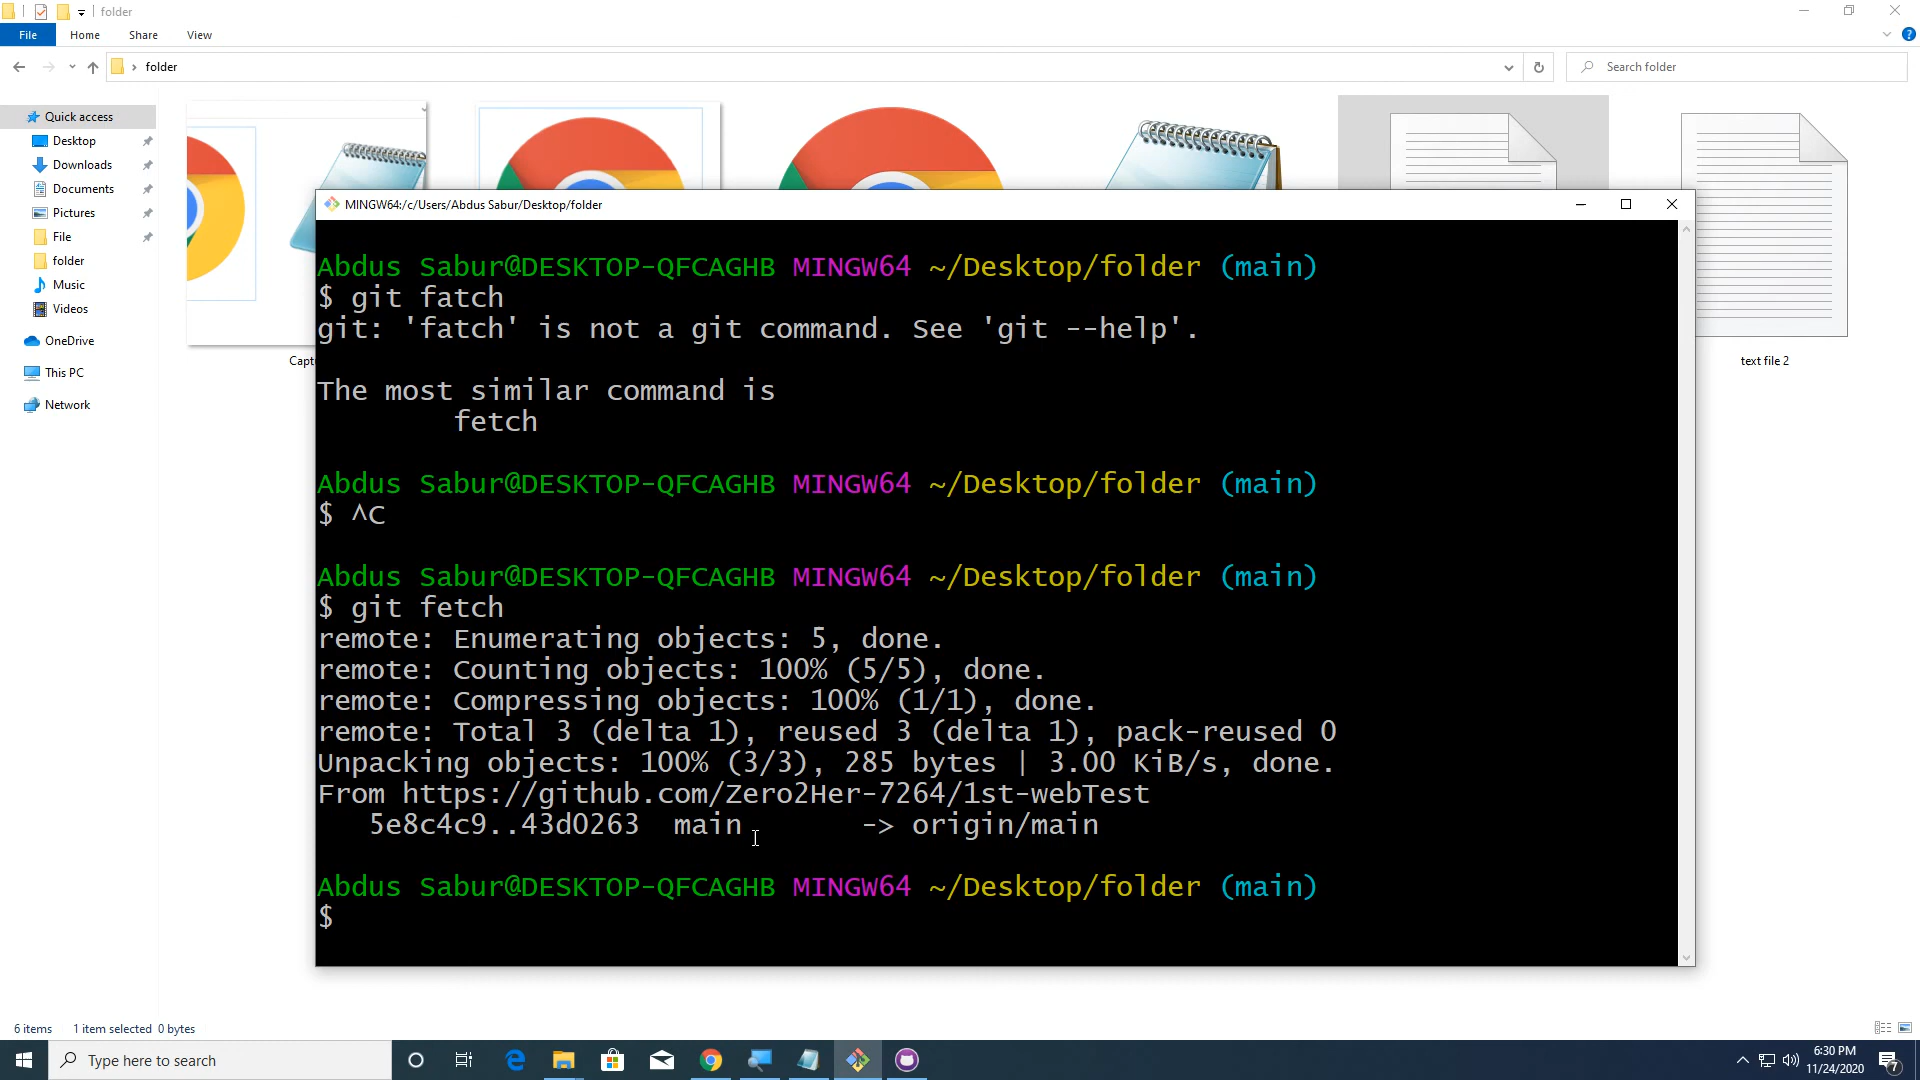 folder
File Home Share View
folder
Search folder
Quick access
Desktop
Downloads
Documents
Pictures
File
folder
Music
Videos
OneDrive
This PC
Network
Capt
text file 2
MINGW64:/c/Users/Abdus Sabur/Desktop/folder
Abdus Sabur@DESKTOP-QFCAGHB MINGW64 ~/Desktop/folder (main)
$ git fatch
git: 'fatch' is not a git command. See 'git --help'.
The most similar command is
fetch
Abdus Sabur@DESKTOP-QFCAGHB MINGW64 ~/Desktop/folder (main)
$ ^C
Abdus Sabur@DESKTOP-QFCAGHB MINGW64 ~/Desktop/folder (main)
$ git fetch
remote: Enumerating objects: 5, done.
remote: Counting objects: 100% (5/5), done.
remote: Compressing objects: 100% (1/1), done.
remote: Total 3 (delta 1), reused 3 (delta 1), pack-reused 0
Unpacking objects: 100% (3/3), 285 bytes | 3.00 KiB/s, done.
From https://github.com/Zero2Her-7264/1st-webTest
5e8c4c9..43d0263 main -> origin/main
Abdus Sabur@DESKTOP-QFCAGHB MINGW64 ~/Desktop/folder (main)
$
6 items 1 item selected 0 bytes
Type here to search
6:30 PM
11/24/2020
7